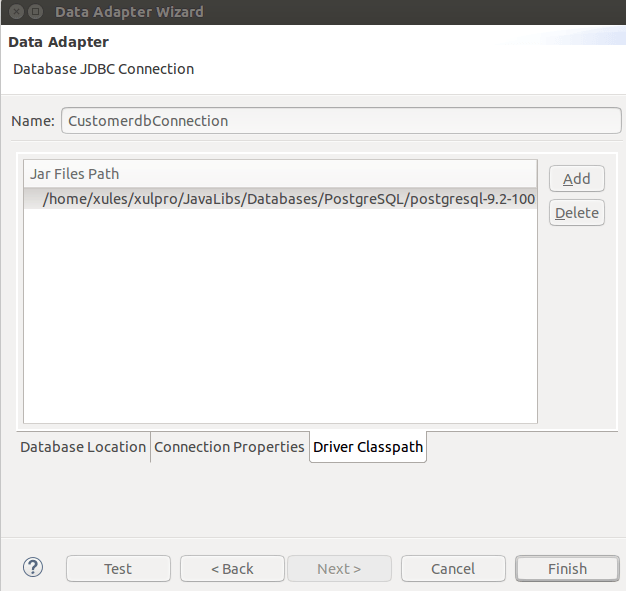 Data Adapter Wizard
Data Adapter
Database JDBC Connection
Name: CustomerdbConnection
Jar Files Path
/home/xules/xulpro/JavaLibs/Databases/PostgreSQL/postgresql-9.2-100
Add
Delete
Database Location Connection Properties Driver Classpath
? Test < Back Next > Cancel Finish